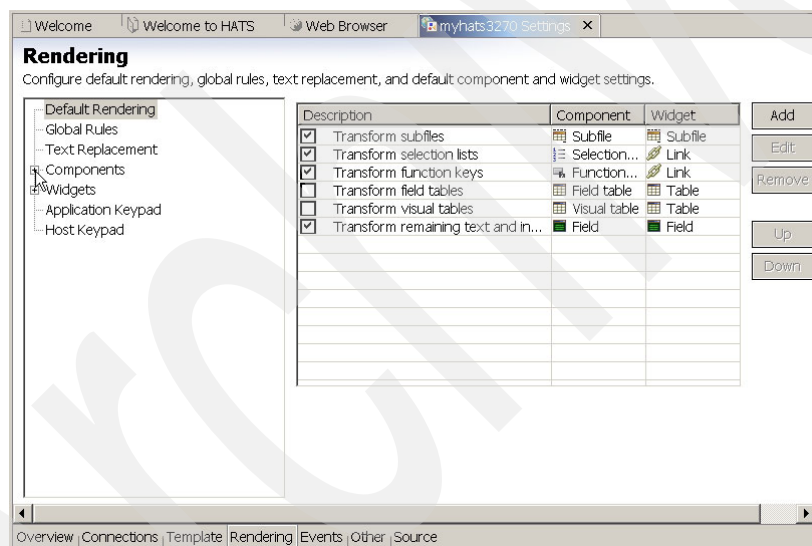 Welcome Welcome to HATS Web Browser myhats3270 Settings
Rendering
Configure default rendering, global rules, text replacement, and default component and widget settings.
Default Rendering
Global Rules
Text Replacement
Components
Widgets
Application Keypad
Host Keypad
Description Component Widget
Transform subfiles Subfile Subfile
Transform selection lists Selection... Link
Transform function keys Function... Link
Transform field tables Field table Table
Transform visual tables Visual table Table
Transform remaining text and in... Field Field
Add
Edit
Remove
Up
Down
Overview Connections Template Rendering Events Other Source